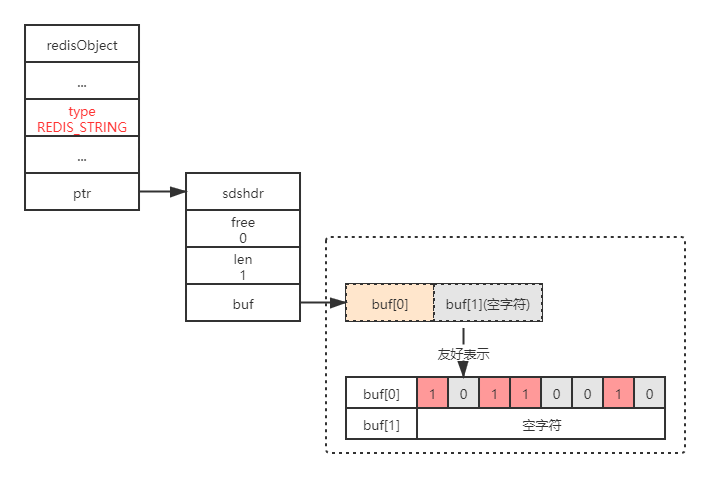 redisObject
...
type
REDIS_STRING
...
ptr
sdshdr
free
0
len
1
buf
buf[0]
buf[1](空字符)
友好表示
buf[0] 1 0 1 1 0 0 1 0
buf[1] 空字符